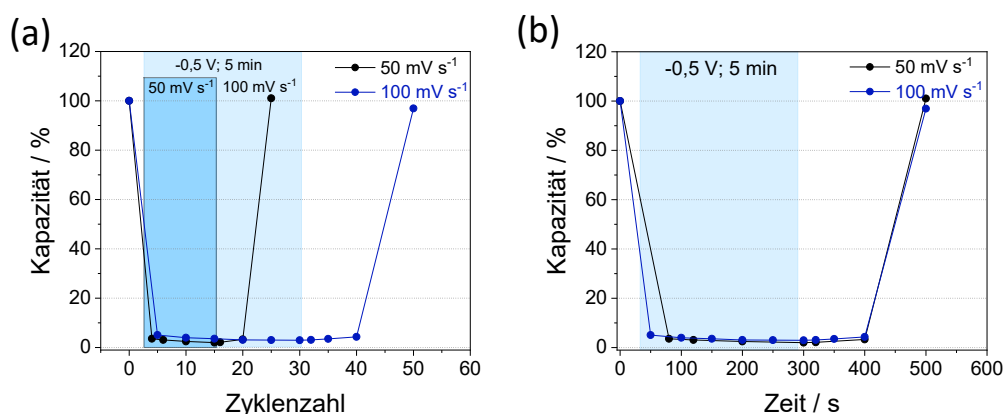 (a)
120
100
80
60
40
20
0
Kapazität / %
-0,5 V; 5 min
50 mV s⁻¹
100 mV s⁻¹
50 mV s⁻¹
100 mV s⁻¹
0 10 20 30 40 50 60
Zyklenzahl
(b)
120
100
80
60
40
20
0
Kapazität / %
-0,5 V; 5 min
50 mV s⁻¹
100 mV s⁻¹
0 100 200 300 400 500 600
Zeit / s